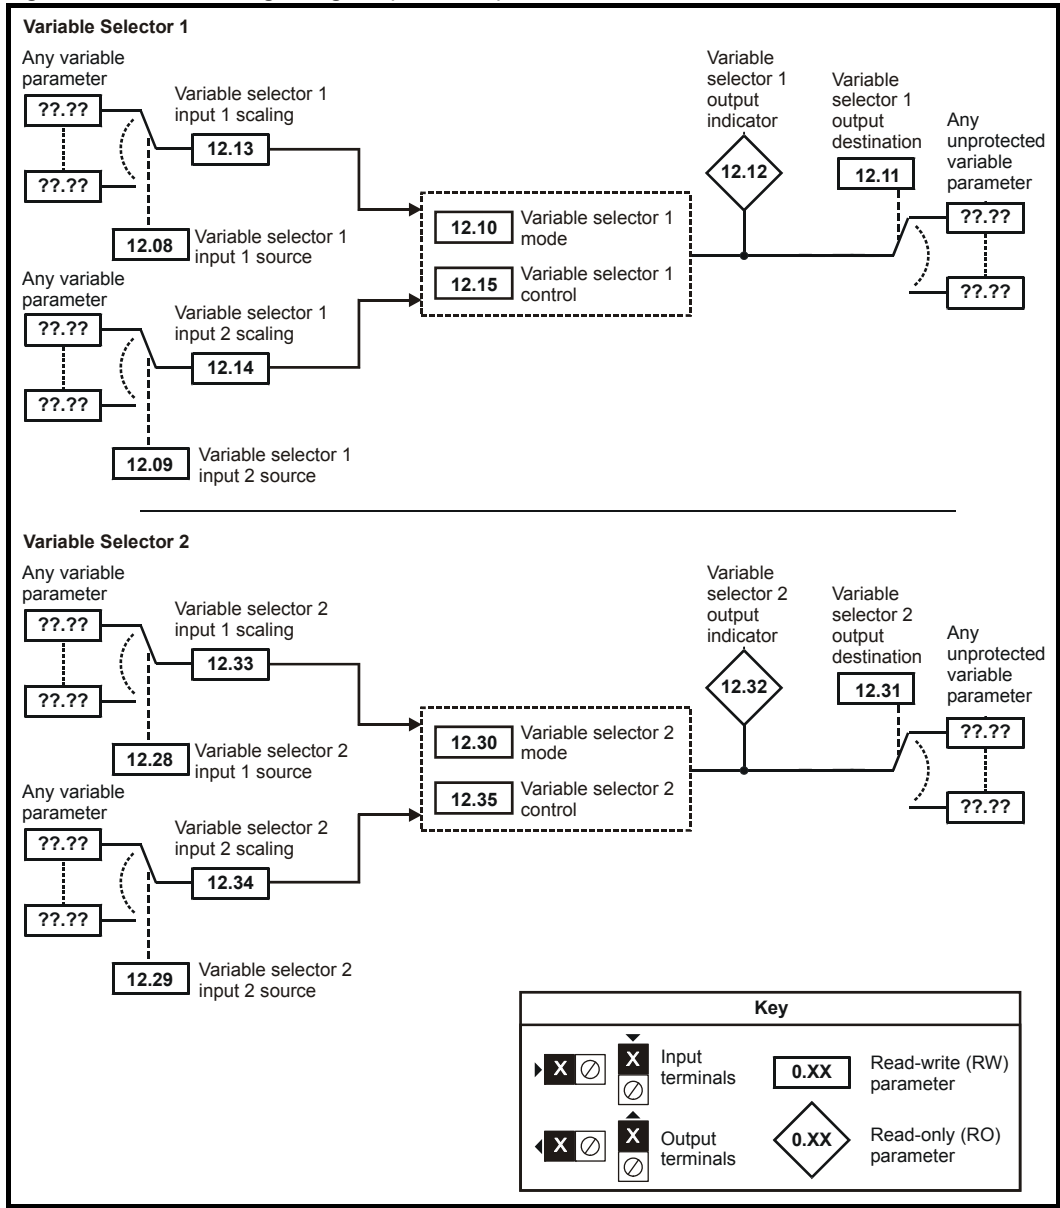 Variable Selector 1
Any variable
parameter
??.??
??.??
Variable selector 1
input 1 scaling
12.13
12.08
Variable selector 1
input 1 source
Any variable
parameter
??.??
??.??
Variable selector 1
input 2 scaling
12.14
12.09
Variable selector 1
input 2 source
12.10
Variable selector 1
mode
12.15
Variable selector 1
control
Variable
selector 1
output
indicator
12.12
Variable
selector 1
output
destination
12.11
Any
unprotected
variable
parameter
??.??
??.??
Variable Selector 2
Any variable
parameter
??.??
??.??
Variable selector 2
input 1 scaling
12.33
12.28
Variable selector 2
input 1 source
Any variable
parameter
??.??
??.??
Variable selector 2
input 2 scaling
12.34
12.29
Variable selector 2
input 2 source
12.30
Variable selector 2
mode
12.35
Variable selector 2
control
Variable
selector 2
output
indicator
12.32
Variable
selector 2
output
destination
12.31
Any
unprotected
variable
parameter
??.??
??.??
Key
X
X
Input
terminals
0.XX
Read-write (RW)
parameter
X
X
Output
terminals
0.XX
Read-only (RO)
parameter